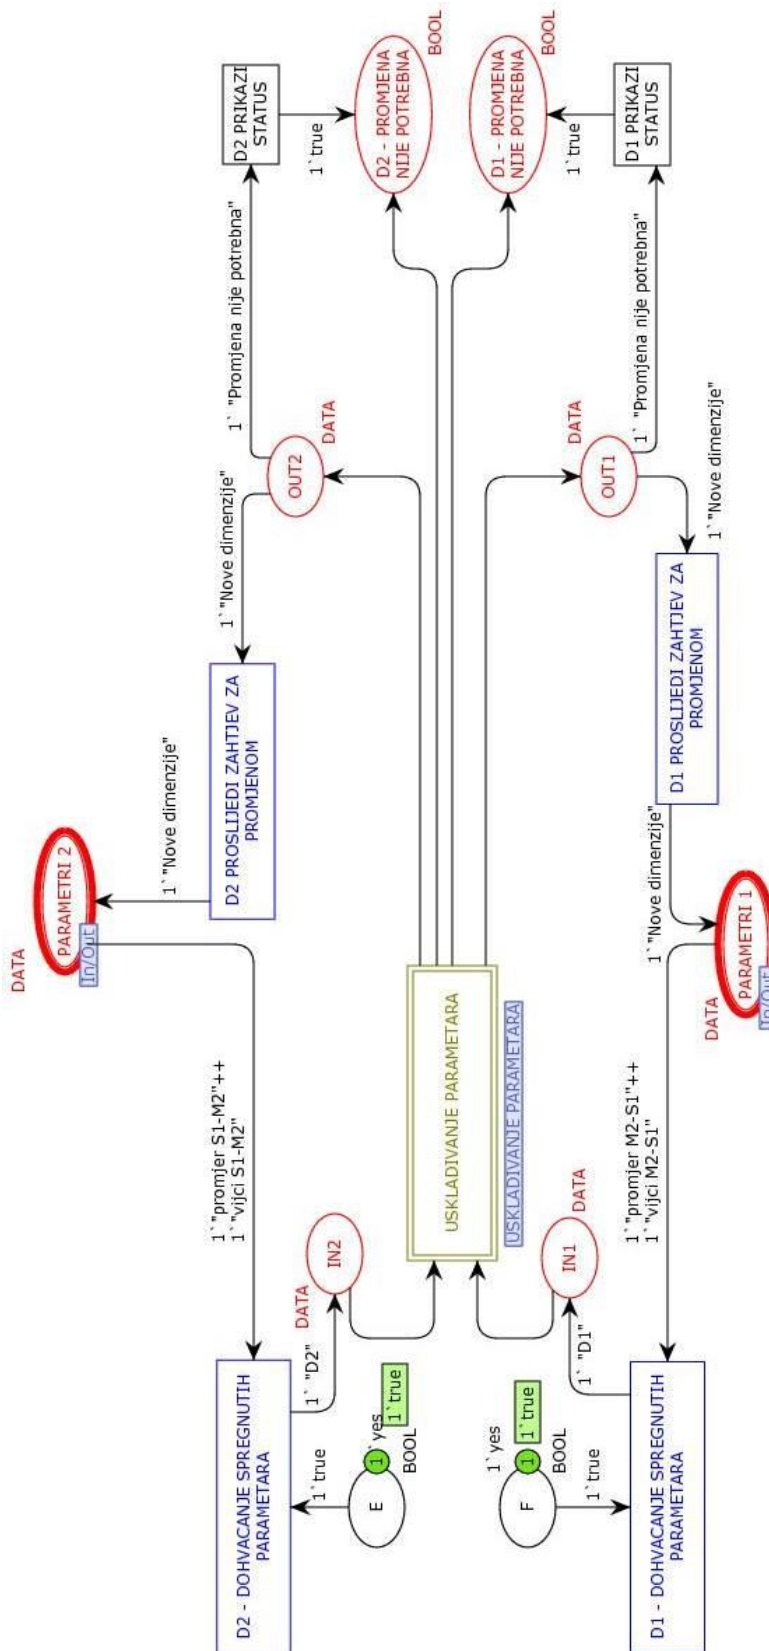 DATA
PARAMETRI 2
In/Out
1`"promjer S1-M2"++
1`"vijci S1-M2"
1`"Nove dimenzije"
D2 - DOHVACANJE SPREGNUTIH
PARAMETARA
D2 PROSLIJEDI ZAHTJEV ZA
PROMJENOM
1`"Nove dimenzije"
1` "Promjena nije potrebna"
D2 PRIKAZI
STATUS
1`true
1` "D2"
DATA
IN2
OUT2
DATA
1`true
D2 - PROMJENA
NIJE POTREBNA
BOOL
E
1`
1`yes
1`true
BOOL
USKLADIVANJE PARAMETARA
USKLADIVANJE PARAMETARA
F
1
1`yes
1`true
BOOL
D1 - PROMJENA
NIJE POTREBNA
BOOL
1`true
1` "D1"
IN1
DATA
OUT1
DATA
1`true
D1 - DOHVACANJE SPREGNUTIH
PARAMETARA
1`"promjer M2-S1"++
1`"vijci M2-S1"
1`"Nove dimenzije"
D1 PROSLIJEDI ZAHTJEV ZA
PROMJENOM
1`"Nove dimenzije"
1` "Promjena nije potrebna"
D1 PRIKAZI
STATUS
DATA
PARAMETRI 1
In/Out